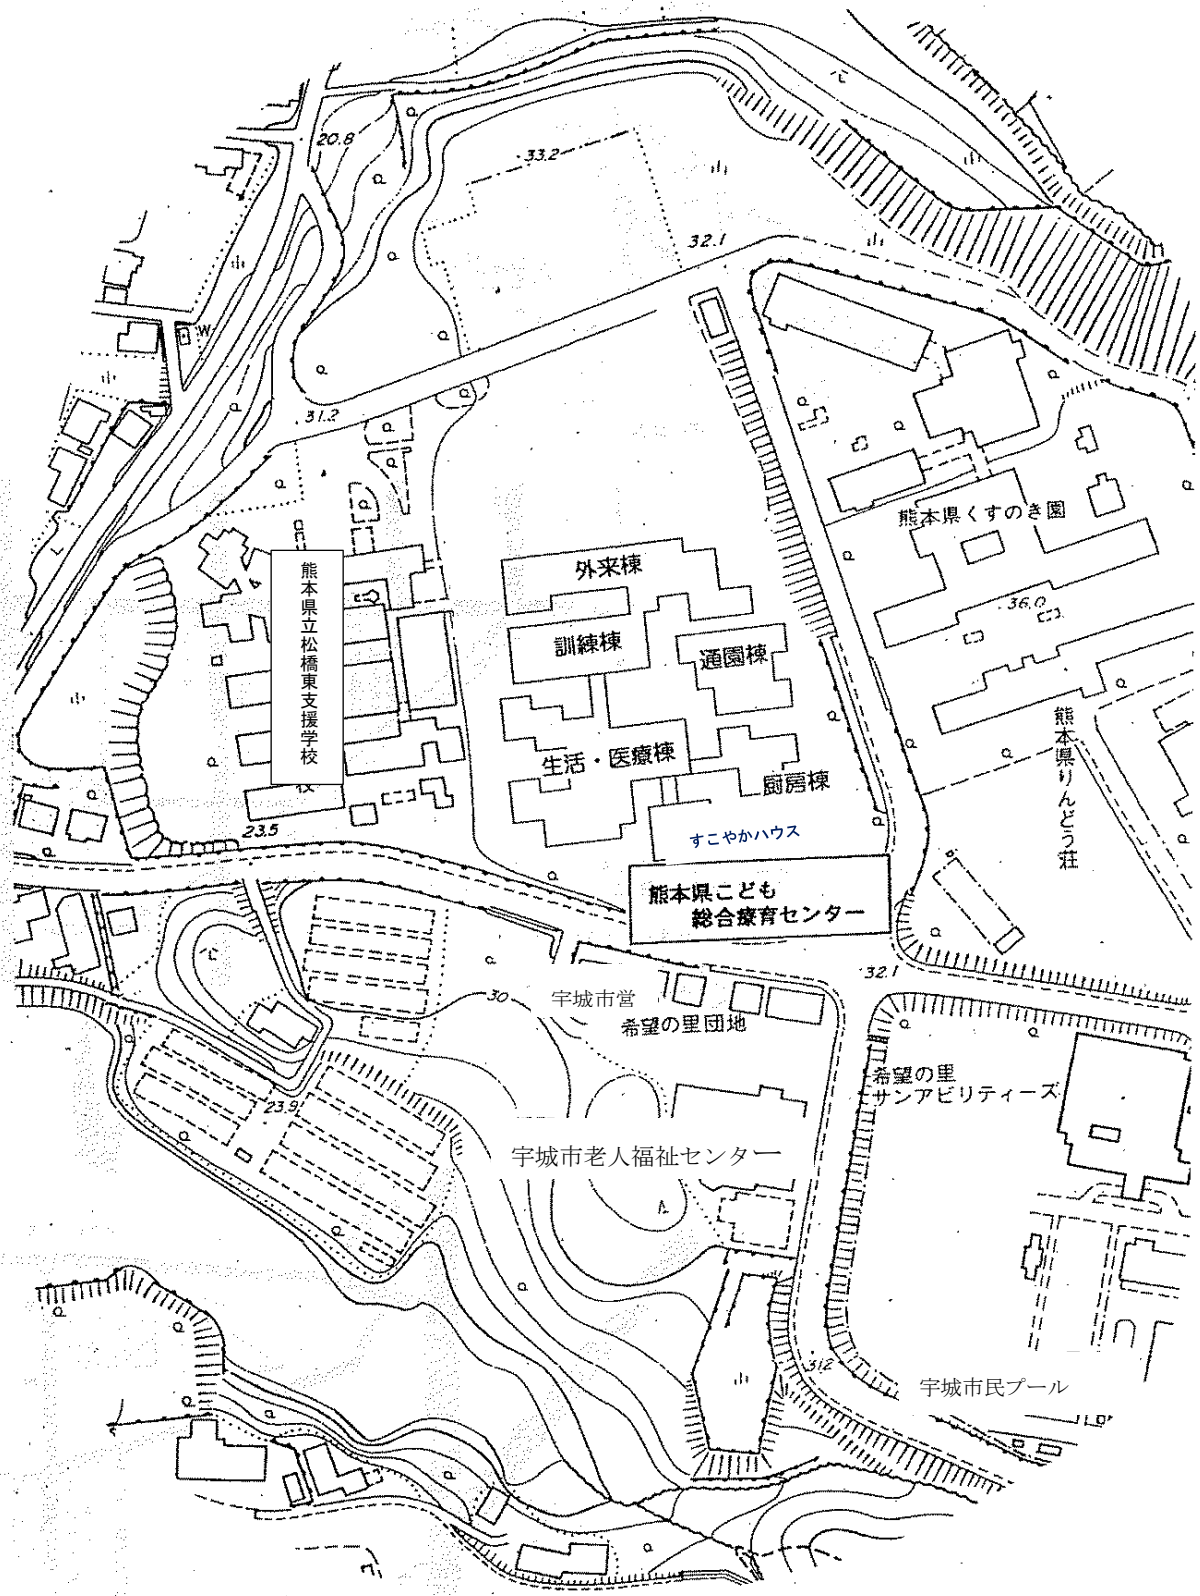 20.8
33.2
32.1
W
31.2
熊本県くすのき園
熊本県立松橋東支援学校
校
外来棟
訓練棟
通園棟
36.0
生活・医療棟
厨房棟
熊本県りんどう荘
すこやかハウス
23.5
熊本県こども
総合療育センター
32.1
30
宇城市営
希望の里団地
希望の里
サンアビリティーズ
23.9
宇城市老人福祉センター
31.2
宇城市民プール